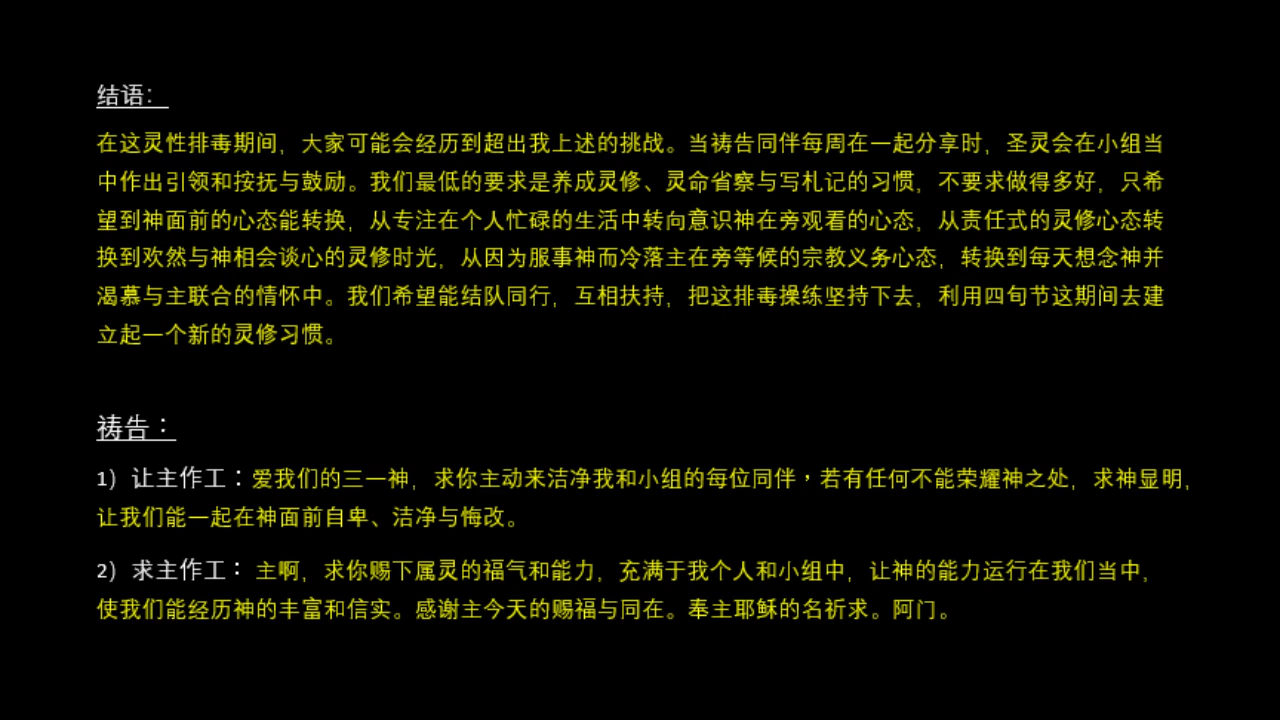 结语：
在这灵性排毒期间，大家可能会经历到超出我上述的挑战。当祷告同伴每周在一起分享时，圣灵会在小组当
中作出引领和按抚与鼓励。我们最低的要求是养成灵修、灵命省察与写札记的习惯，不要求做得多好，只希
望到神面前的心态能转换，从专注在个人忙碌的生活中转向意识神在旁观看的心态，从责任式的灵修心态转
换到欢然与神相会谈心的灵修时光，从因为服事神而冷落主在旁等候的宗教义务心态，转换到每天想念神并
渴慕与主联合的情怀中。我们希望能结队同行，互相扶持，把这排毒操练坚持下去，利用四旬节这期间去建
立起一个新的灵修习惯。
祷告：
1）让主作工：爱我们的三一神，求你主动来洁净我和小组的每位同伴，若有任何不能荣耀神之处，求神显明，
让我们能一起在神面前自卑、洁净与悔改。
2）求主作工： 主啊，求你赐下属灵的福气和能力，充满于我个人和小组中，让神的能力运行在我们当中，
使我们能经历神的丰富和信实。感谢主今天的赐福与同在。奉主耶稣的名祈求。阿门。